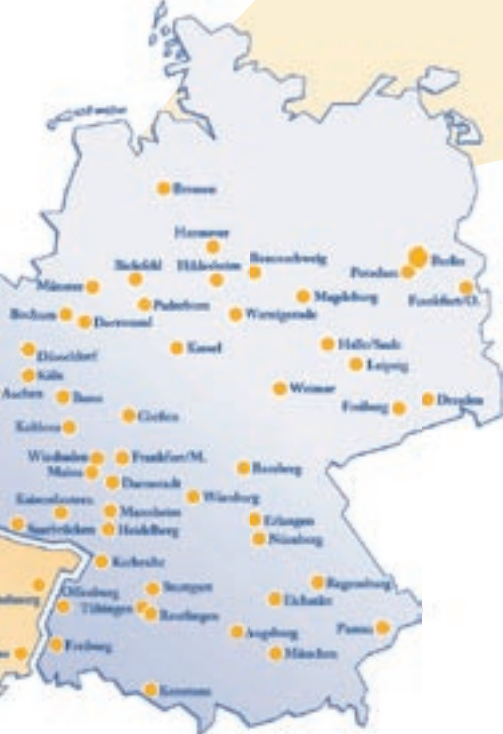 Bremen
Hannover
Braunschweig
Berlin
Bielefeld
Hildesheim
Potsdam
Münster
Magdeburg
Frankfurt/O.
Paderborn
Bochum
Wernigerode
Dortmund
Halle/Saale
Kassel
Düsseldorf
Leipzig
Köln
Weimar
Aachen
Bonn
Dresden
Freiberg
Gießen
Koblenz
Wiesbaden
Frankfurt/M.
Mainz
Bamberg
Darmstadt
Würzburg
Kaiserslautern
Mannheim
Erlangen
Saarbrücken
Heidelberg
Nürnberg
Karlsruhe
Regensburg
Stuttgart
Offenburg
Eichstätt
Tübingen
Reutlingen
Passau
Augsburg
Freiburg
München
Konstanz